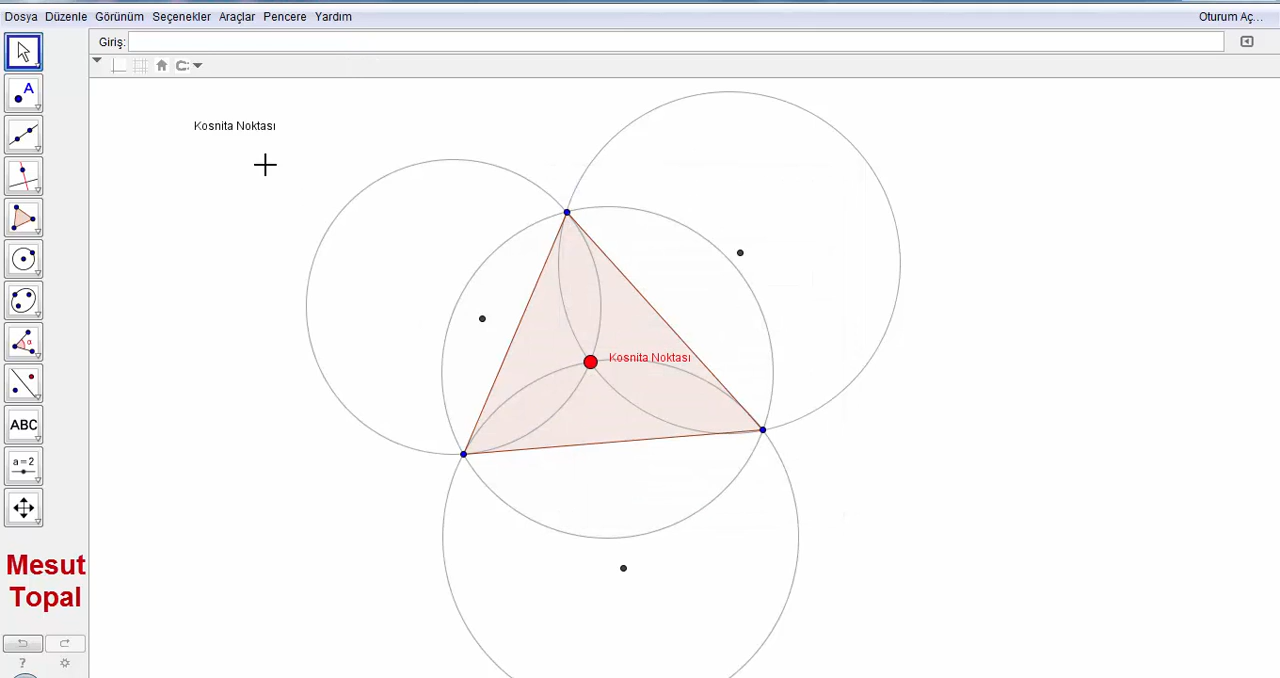 Dosya Düzenle Görünüm Seçenekler Araçlar Pencere Yardım Oturum Aç...
Giriş:
Kosnita Noktası
Kosnita Noktası
A
α
ABC
a = 2
Mesut
Topal
?